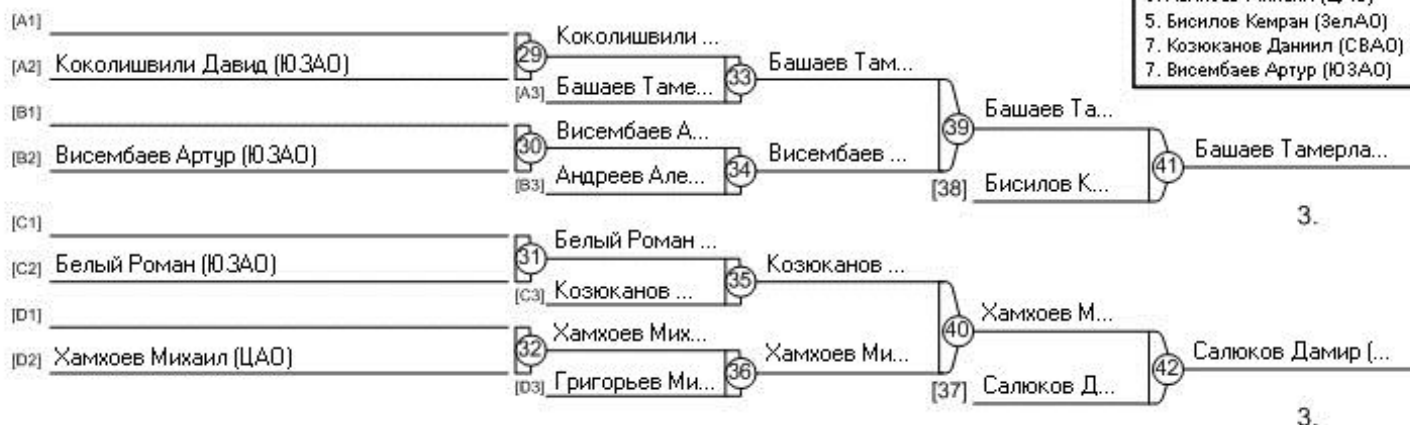 5. Бисилов Кемран (ЗелАО)
7. Козюканов Даниил (СВАО)
7. Висембаев Артур (ЮЗАО)
[A1]
[A2] Коколишвили Давид (ЮЗАО)
29
Коколишвили ...
[A3] Башаев Таме...
33
Башаев Там...
[B1]
[B2] Висембаев Артур (ЮЗАО)
30
Висембаев А...
[B3] Андреев Але...
34
Висембаев ...
39
Башаев Та...
[38] Бисилов К...
41
Башаев Тамерла...
3.
[C1]
[C2] Белый Роман (ЮЗАО)
31
Белый Роман ...
[C3] Козюканов ...
35
Козюканов ...
[D1]
[D2] Хамхоев Михаил (ЦАО)
32
Хамхоев Мих...
[D3] Григорьев Ми...
36
Хамхоев Ми...
40
Хамхоев М...
[37] Салюков Д...
42
Салюков Дамир (...
3.